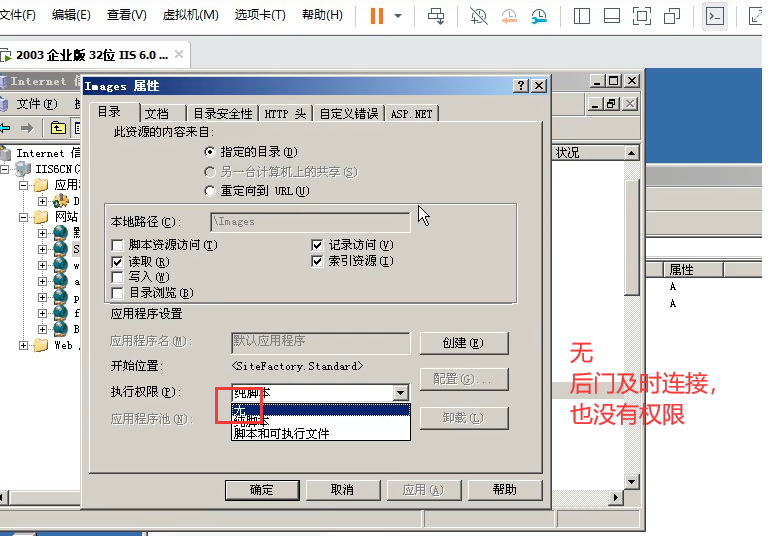 文件(F) 编辑(E) 查看(V) 虚拟机(M) 选项卡(T) 帮助(H)
2003 企业版 32位 IIS 6.0 ...
Internet 信
文件(F)
Images 属性
目录 文档 目录安全性 HTTP 头 自定义错误 ASP.NET
此资源的内容来自:
指定的目录(D)
另一台计算机上的共享(S)
重定向到 URL(U)
本地路径(C): \Images
脚本资源访问(T) 记录访问(V)
读取(R) 索引资源(I)
写入(W)
目录浏览(B)
应用程序设置
应用程序名(M): 默认应用程序 创建(E)
开始位置: <SiteFactory.Standard>
配置(G)...
执行权限(P): 纯脚本
无
纯脚本
脚本和可执行文件
应用程序池(N): 卸载(L)
确定 取消 应用(A) 帮助
Internet 信
IIS6CN(
应用程
D
网站
S
w
a
p
f
B
Web
状况
属性
A
A
无
后门及时连接，
也没有权限